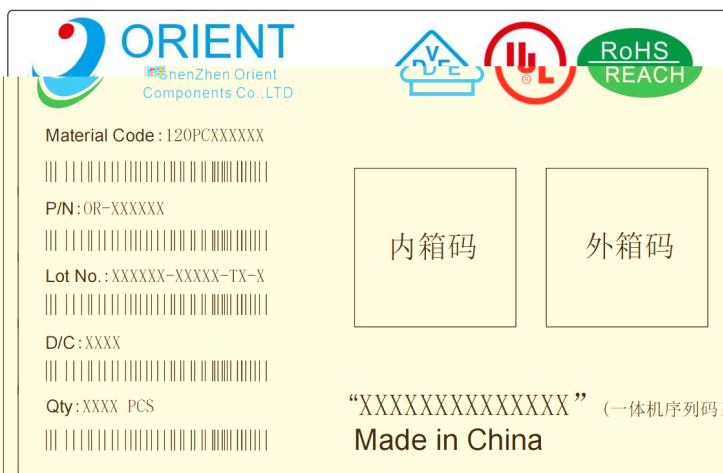 ORIENT
ShenZhen Orient
Components Co.,LTD
VDE
UL
®
RoHS
REACH
Material Code:120PCXXXXXX
P/N:OR-XXXXXX
Lot No.:XXXXXX-XXXXX-TX-X
D/C:XXXX
Qty:XXXX PCS
内箱码
外箱码
“XXXXXXXXXXXXXX” (一体机序列码)
Made in China